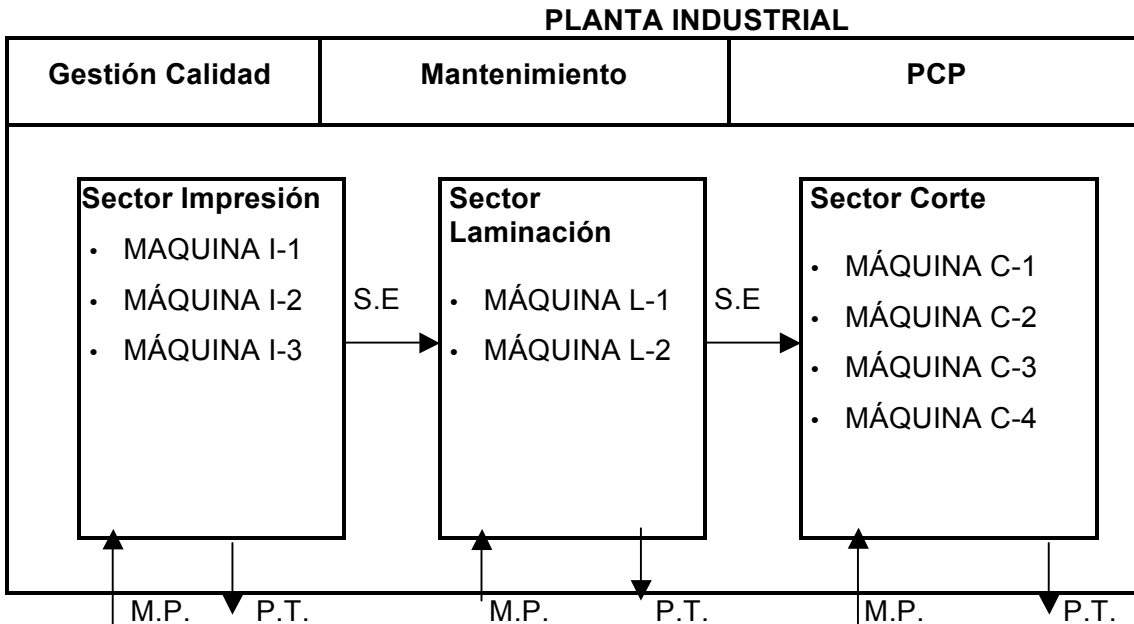 PLANTA INDUSTRIAL
Gestión Calidad
Mantenimiento
PCP
Sector Impresión
• MAQUINA I-1
• MÁQUINA I-2
• MÁQUINA I-3
S.E
Sector
Laminación
• MÁQUINA L-1
• MÁQUINA L-2
S.E
Sector Corte
• MÁQUINA C-1
• MÁQUINA C-2
• MÁQUINA C-3
• MÁQUINA C-4
M.P.
P.T.
M.P.
P.T.
M.P.
P.T.